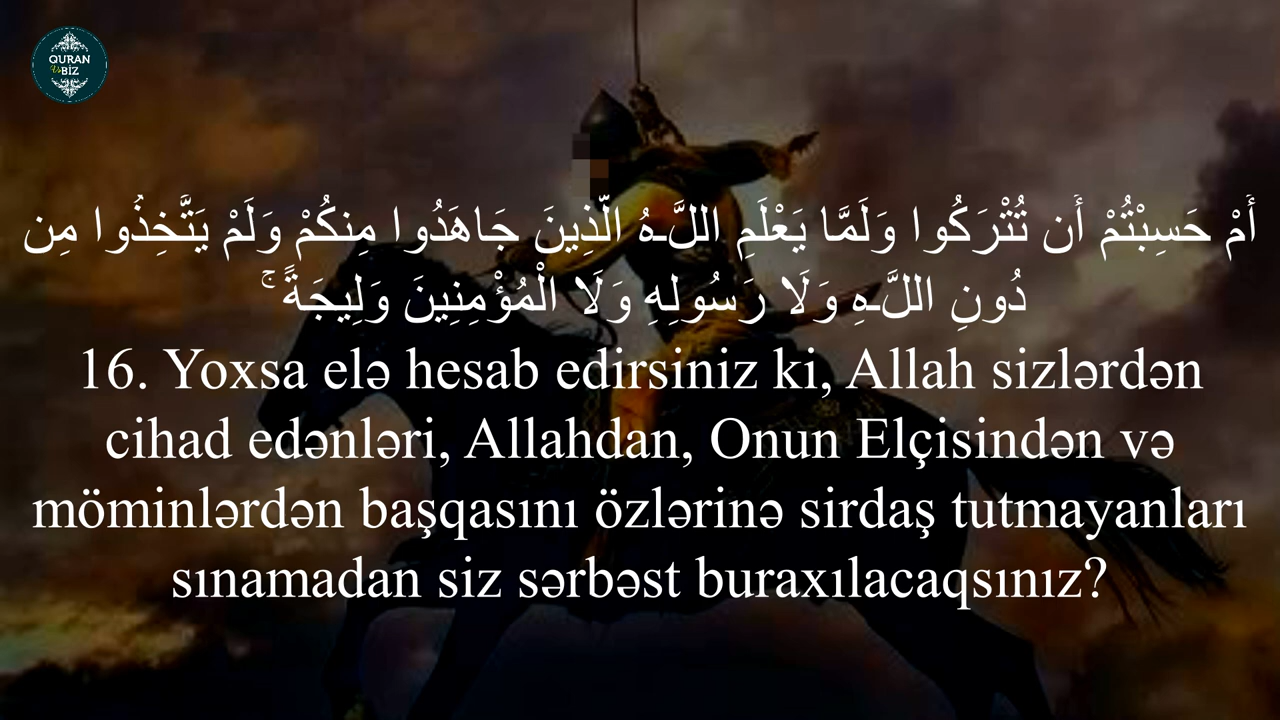 QURAN
Və BİZ
أَمْ حَسِبْتُمْ أَن تُتْرَكُوا وَلَمَّا يَعْلَمِ اللَّـهُ الَّذِينَ جَاهَدُوا مِنكُمْ وَلَمْ يَتَّخِذُوا مِن
دُونِ اللَّـهِ وَلَا رَسُولِهِ وَلَا الْمُؤْمِنِينَ وَلِيجَةً ۚ
16. Yoxsa elə hesab edirsiniz ki, Allah sizlərdən
cihad edənləri, Allahdan, Onun Elçisindən və
möminlərdən başqasını özlərinə sirdaş tutmayanları
sınamadan siz sərbəst buraxılacaqsınız?